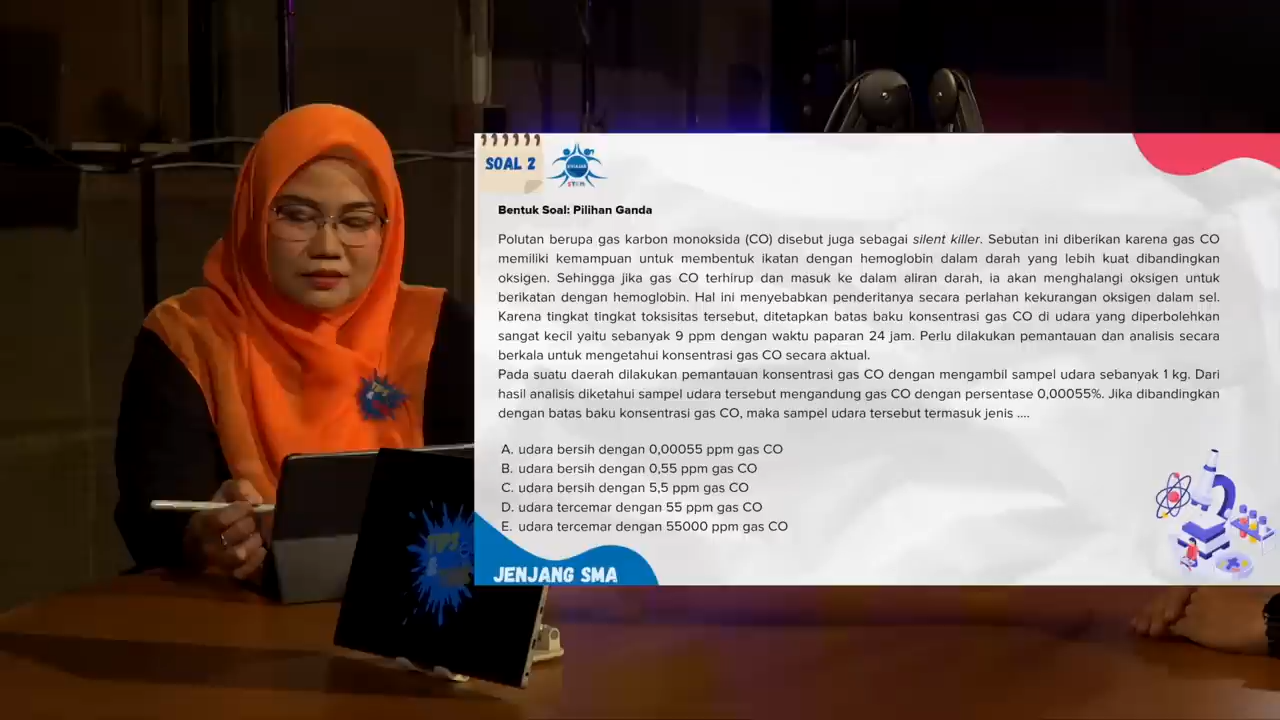 SOAL 2
STEM
Bentuk Soal: Pilihan Ganda
Polutan berupa gas karbon monoksida (CO) disebut juga sebagai silent killer. Sebutan ini diberikan karena gas CO
memiliki kemampuan untuk membentuk ikatan dengan hemoglobin dalam darah yang lebih kuat dibandingkan
oksigen. Sehingga jika gas CO terhirup dan masuk ke dalam aliran darah, ia akan menghalangi oksigen untuk
berikatan dengan hemoglobin. Hal ini menyebabkan penderitanya secara perlahan kekurangan oksigen dalam sel.
Karena tingkat tingkat toksisitas tersebut, ditetapkan batas baku konsentrasi gas CO di udara yang diperbolehkan
sangat kecil yaitu sebanyak 9 ppm dengan waktu paparan 24 jam. Perlu dilakukan pemantauan dan analisis secara
berkala untuk mengetahui konsentrasi gas CO secara aktual.
Pada suatu daerah dilakukan pemantauan konsentrasi gas CO dengan mengambil sampel udara sebanyak 1 kg. Dari
hasil analisis diketahui sampel udara tersebut mengandung gas CO dengan persentase 0,00055%. Jika dibandingkan
dengan batas baku konsentrasi gas CO, maka sampel udara tersebut termasuk jenis ....
A. udara bersih dengan 0,00055 ppm gas CO
B. udara bersih dengan 0,55 ppm gas CO
C. udara bersih dengan 5,5 ppm gas CO
D. udara tercemar dengan 55 ppm gas CO
E. udara tercemar dengan 55000 ppm gas CO
JENJANG SMA
TIPS